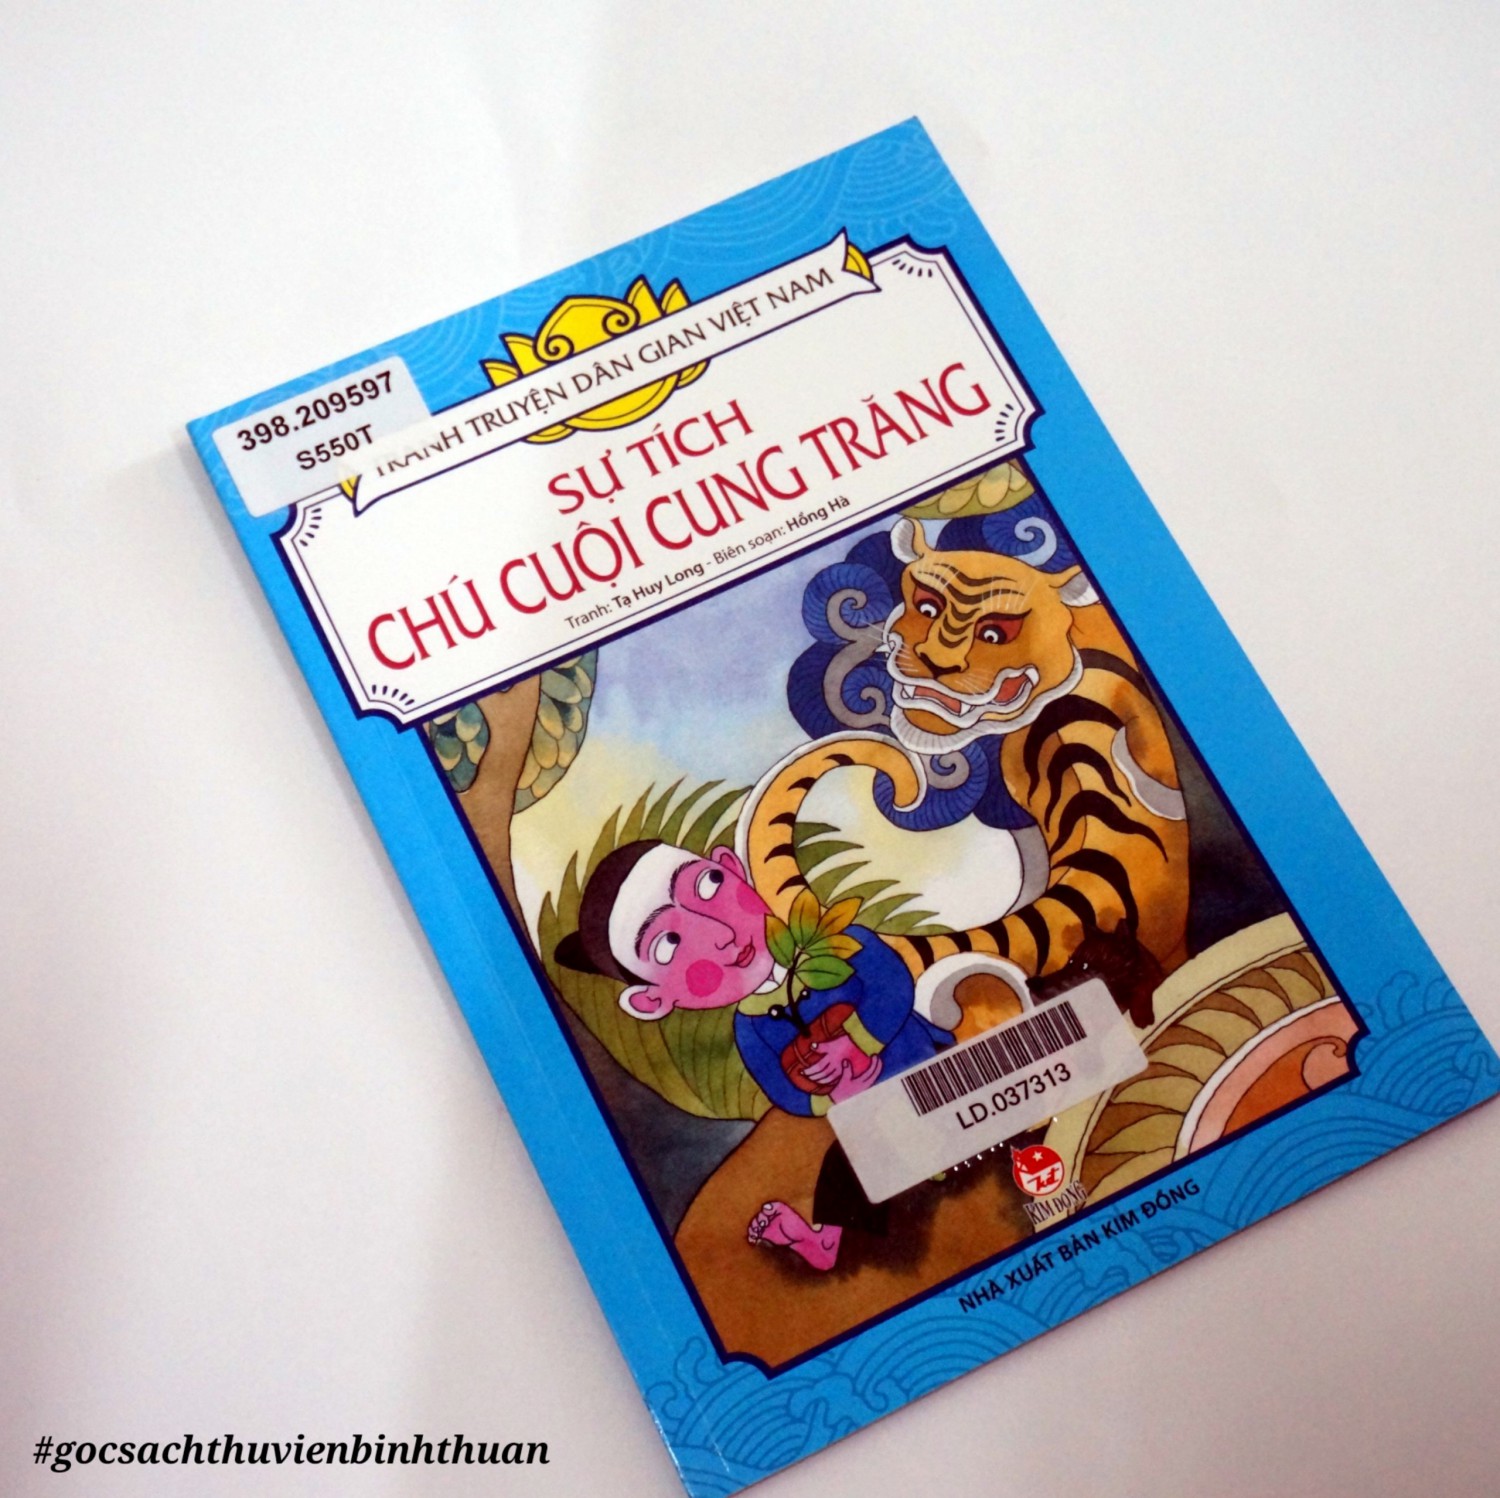 398.209597
S550T
TRANH TRUYỆN DÂN GIAN VIỆT NAM
SỰ TÍCH
CHÚ CUỘI CUNG TRĂNG
Tranh: Tạ Huy Long - Biên soạn: Hồng Hà
LD.037313
KIM ĐỒNG
NHÀ XUẤT BẢN KIM ĐỒNG
#gocsachthuvienbinhthuan